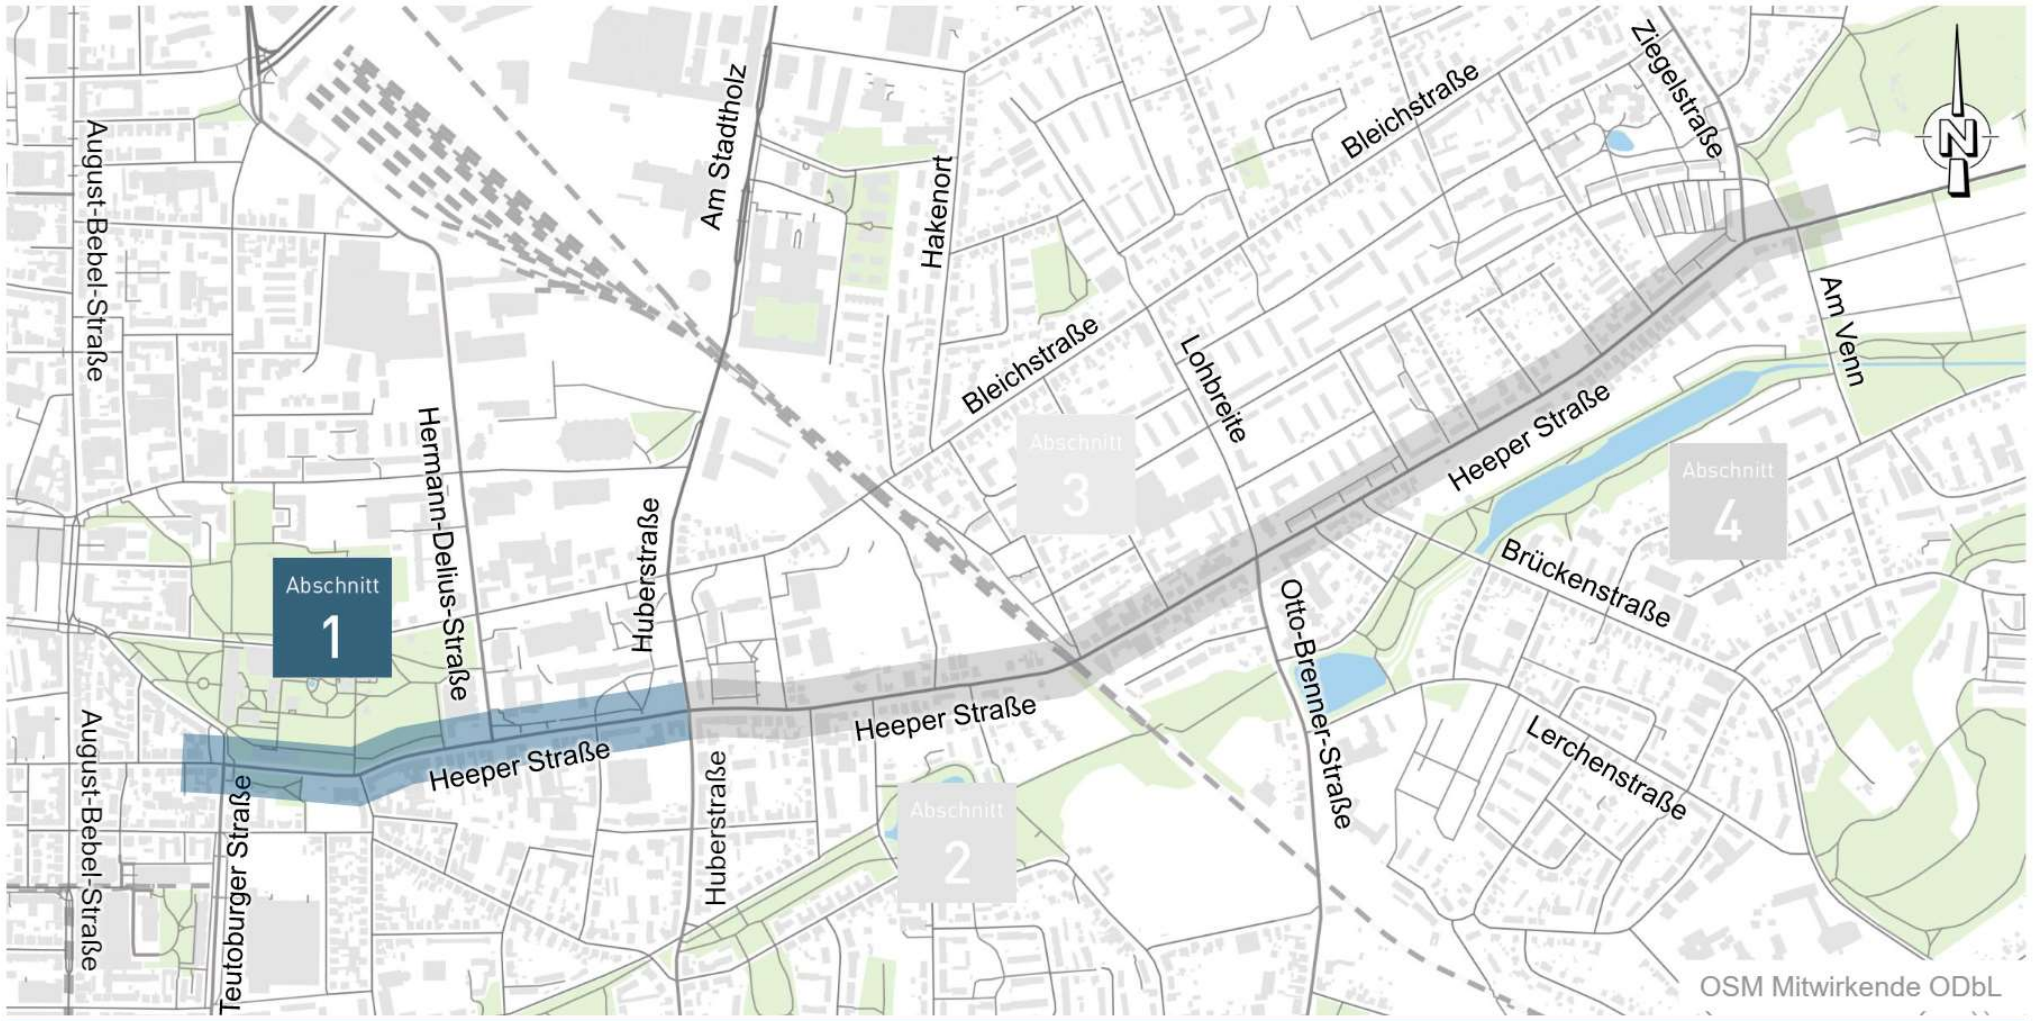 Ziegelstraße
Bleichstraße
Am Stadtholz
August-Bebel-Straße
N
Hakenort
Am Venn
Bleichstraße
Lohbreite
Hermann-Delius-Straße
Heeper Straße
Abschnitt
3
Abschnitt
4
Huberstraße
Brückenstraße
Abschnitt
1
Otto-Brenner-Straße
Heeper Straße
Lerchenstraße
Heeper Straße
August-Bebel-Straße
Teutoburger Straße
Huberstraße
Abschnitt
2
OSM Mitwirkende ODbL